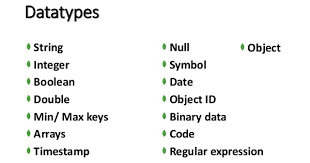 Datatypes
String
Integer
Boolean
Double
Min/ Max keys
Arrays
Timestamp
Null
Symbol
Date
Object ID
Binary data
Code
Regular expression
Object